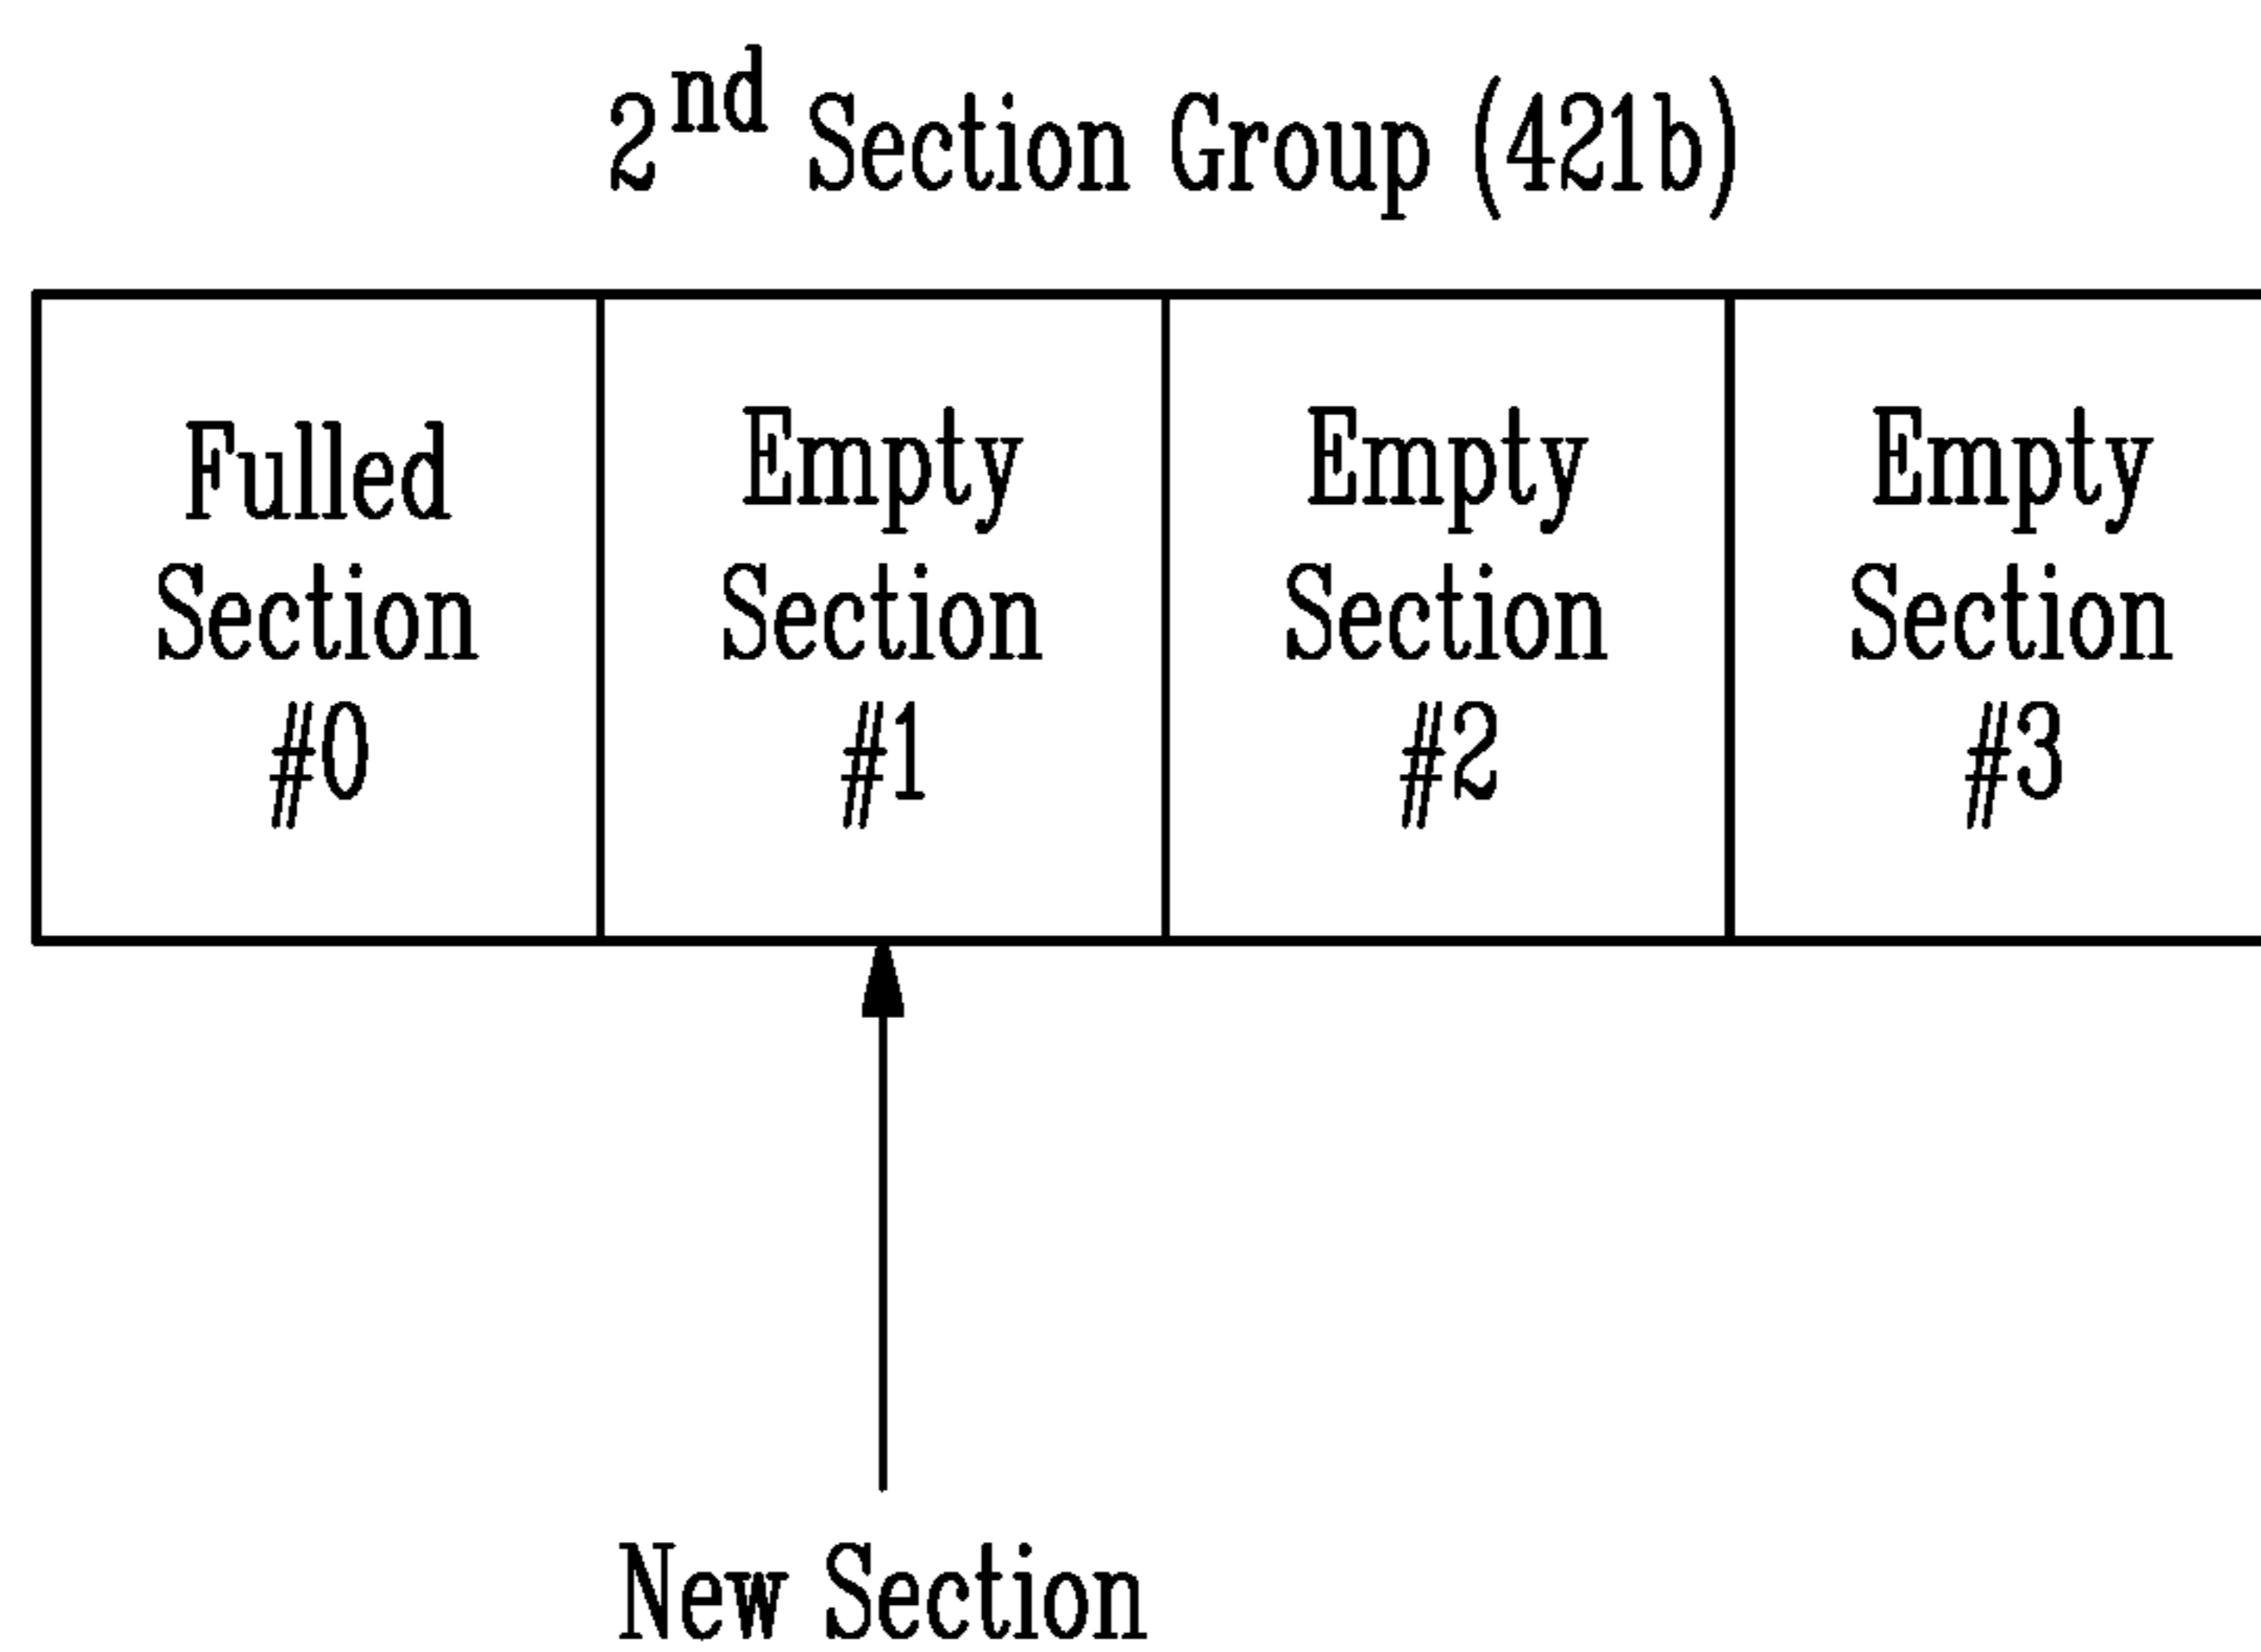 2nd Section Group (421b)
Fulled
Section
#0
Empty
Section
#1
Empty
Section
#2
Empty
Section
#3
New Section